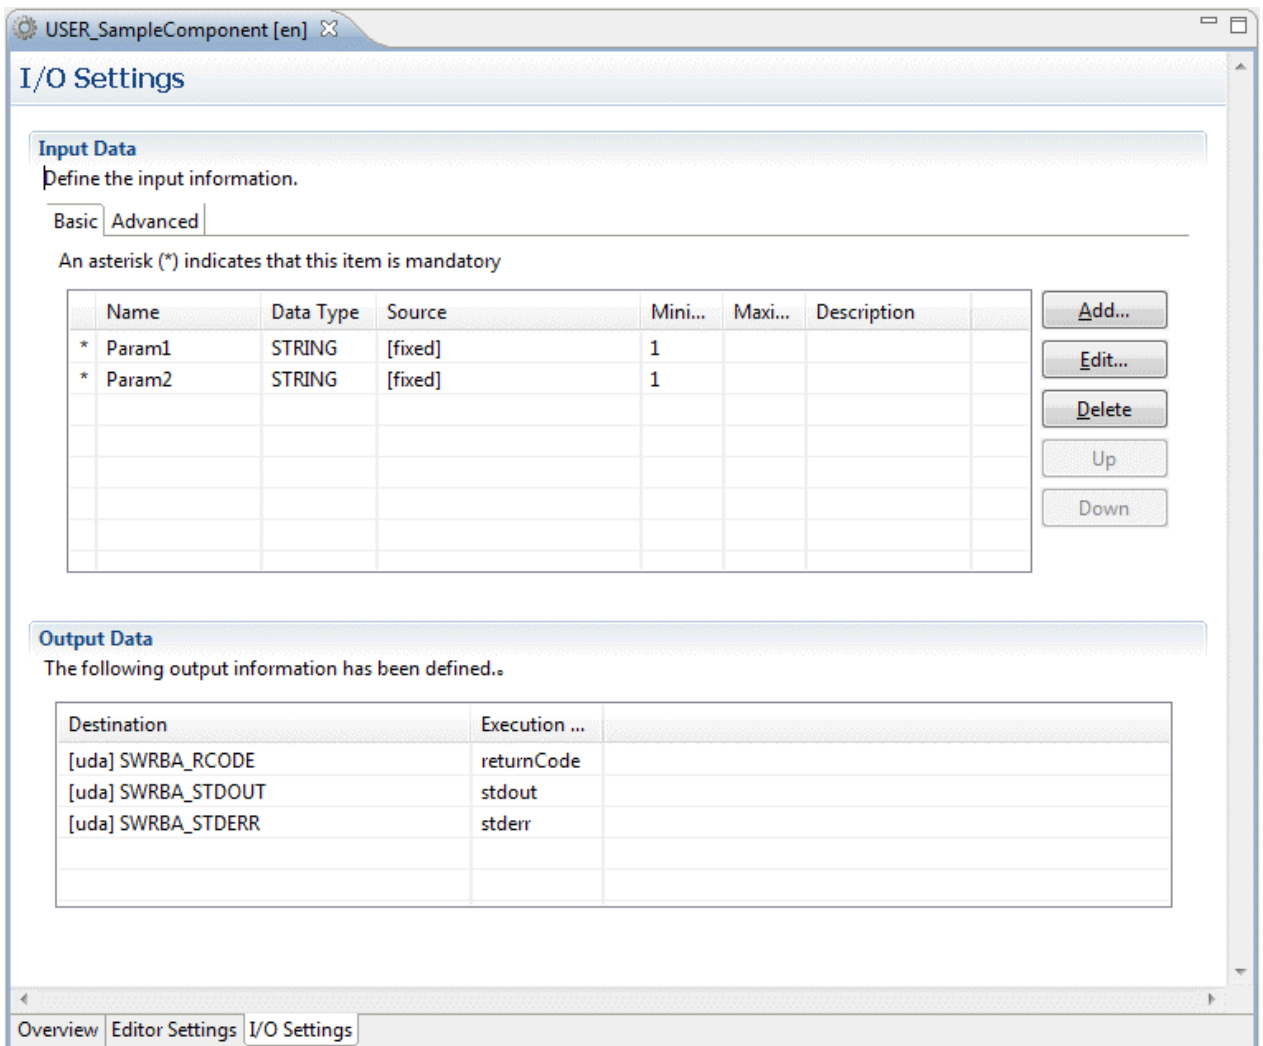 USER_SampleComponent [en]
I/O Settings
Input Data
Define the input information.
Basic Advanced
An asterisk (*) indicates that this item is mandatory
Name Data Type Source Mini... Maxi... Description
* Param1 STRING [fixed] 1
* Param2 STRING [fixed] 1
Add...
Edit...
Delete
Up
Down
Output Data
The following output information has been defined.。
Destination Execution ...
[uda] SWRBA_RCODE returnCode
[uda] SWRBA_STDOUT stdout
[uda] SWRBA_STDERR stderr
Overview Editor Settings I/O Settings